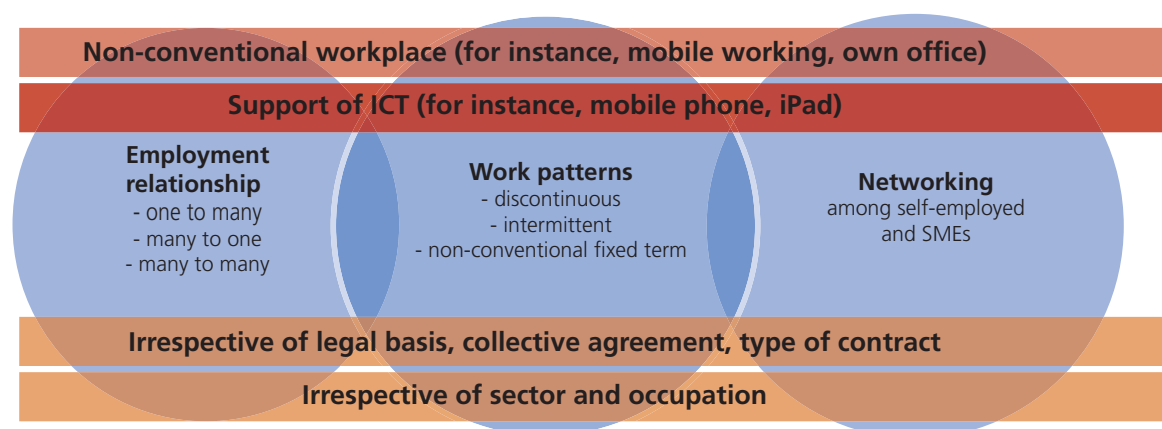 Non-conventional workplace (for instance, mobile working, own office)
Support of ICT (for instance, mobile phone, iPad)
Employment
relationship
- one to many
- many to one
- many to many
Work patterns
- discontinuous
- intermittent
- non-conventional fixed term
Networking
among self-employed
and SMEs
Irrespective of legal basis, collective agreement, type of contract
Irrespective of sector and occupation